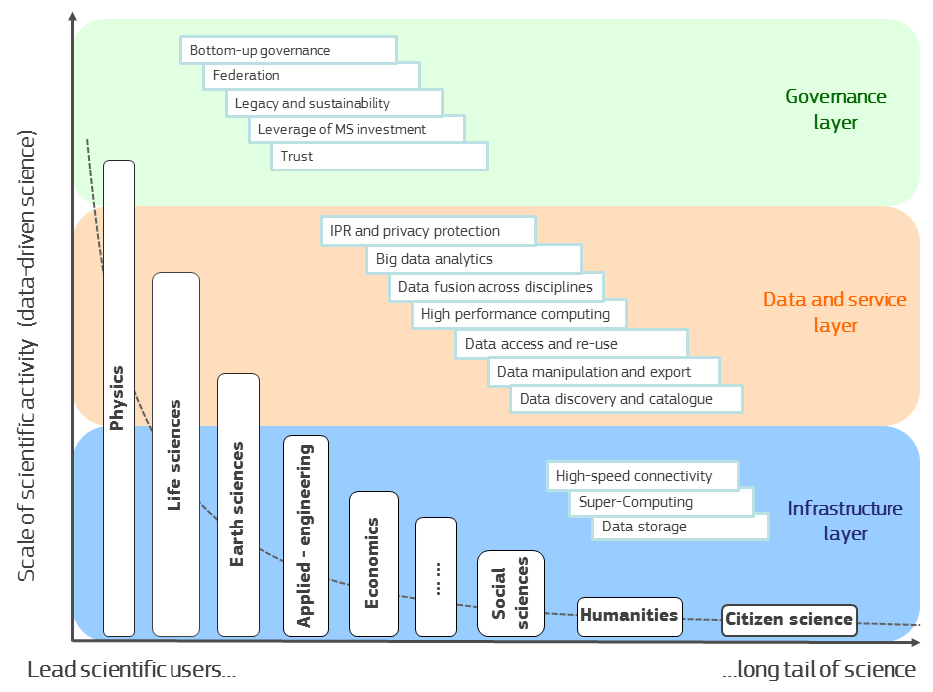 Bottom-up governance
Federation
Legacy and sustainability
Leverage of MS investment
Trust
Governance
layer
IPR and privacy protection
Big data analytics
Data fusion across disciplines
High performance computing
Data access and re-use
Data manipulation and export
Data discovery and catalogue
Data and service
layer
High-speed connectivity
Super-Computing
Data storage
Infrastructure
layer
Scale of scientific activity (data-driven science)
Physics
Life sciences
Earth sciences
Applied - engineering
Economics
... ...
Social
sciences
Humanities
Citizen science
Lead scientific users...
...long tail of science